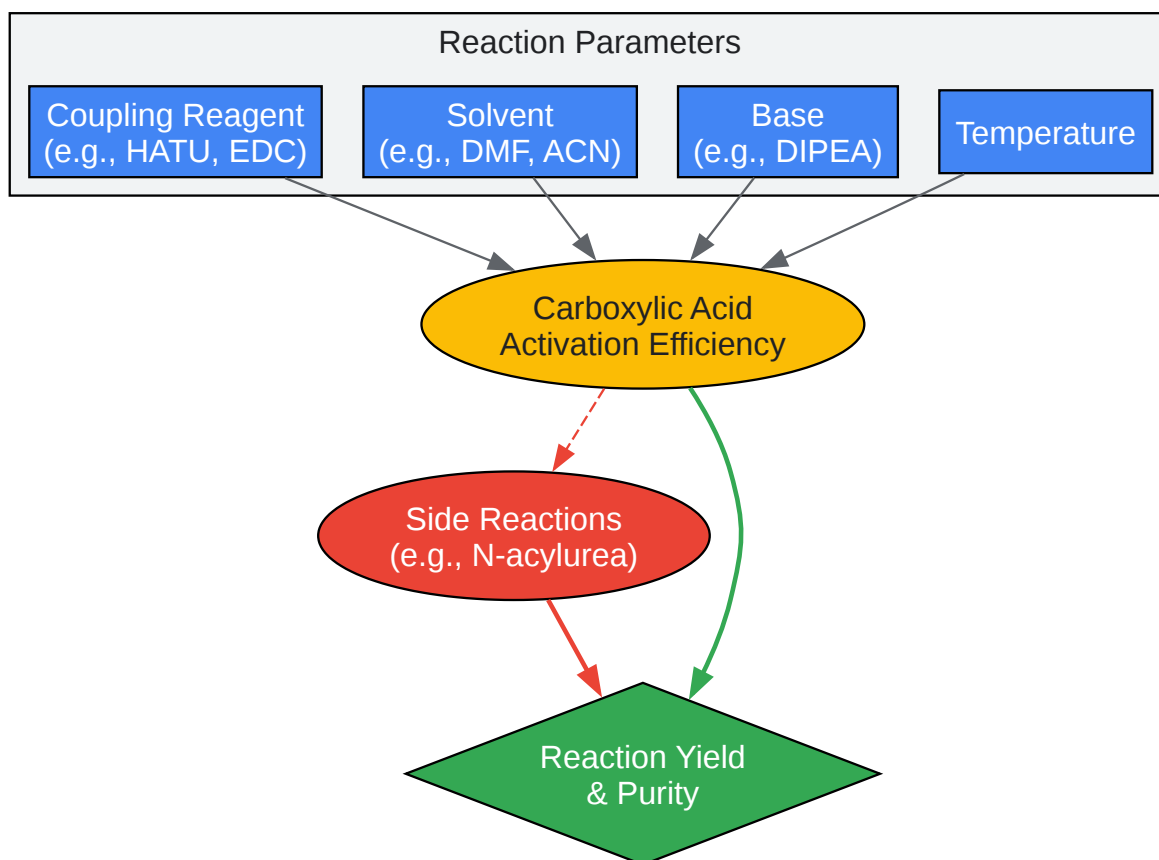 Reaction Parameters
Coupling Reagent
(e.g., HATU, EDC)
Solvent
(e.g., DMF, ACN)
Base
(e.g., DIPEA)
Temperature
Carboxylic Acid
Activation Efficiency
Side Reactions
(e.g., N-acylurea)
Reaction Yield
& Purity